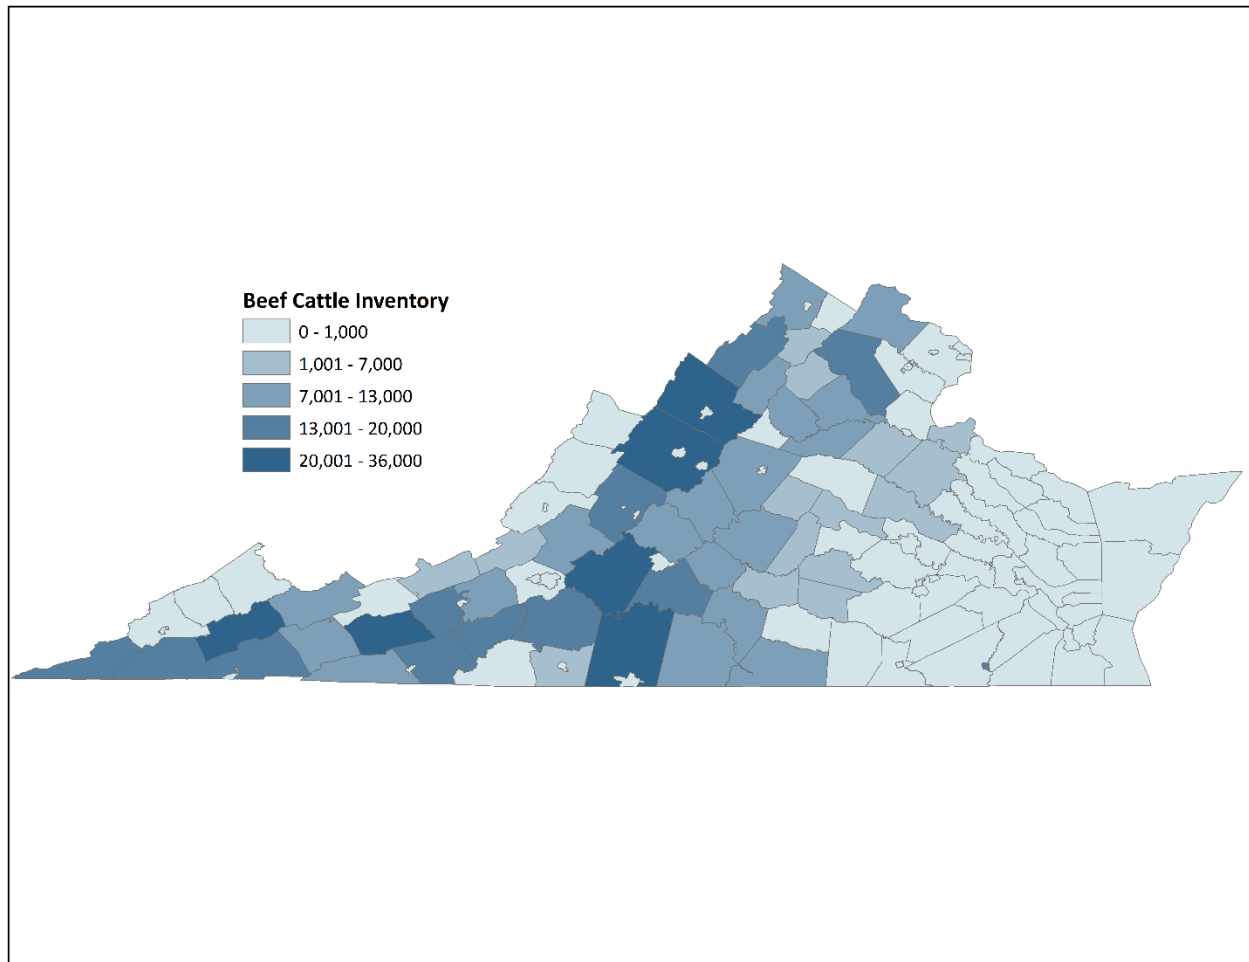 Beef Cattle Inventory
0 - 1,000
1,001 - 7,000
7,001 - 13,000
13,001 - 20,000
20,001 - 36,000